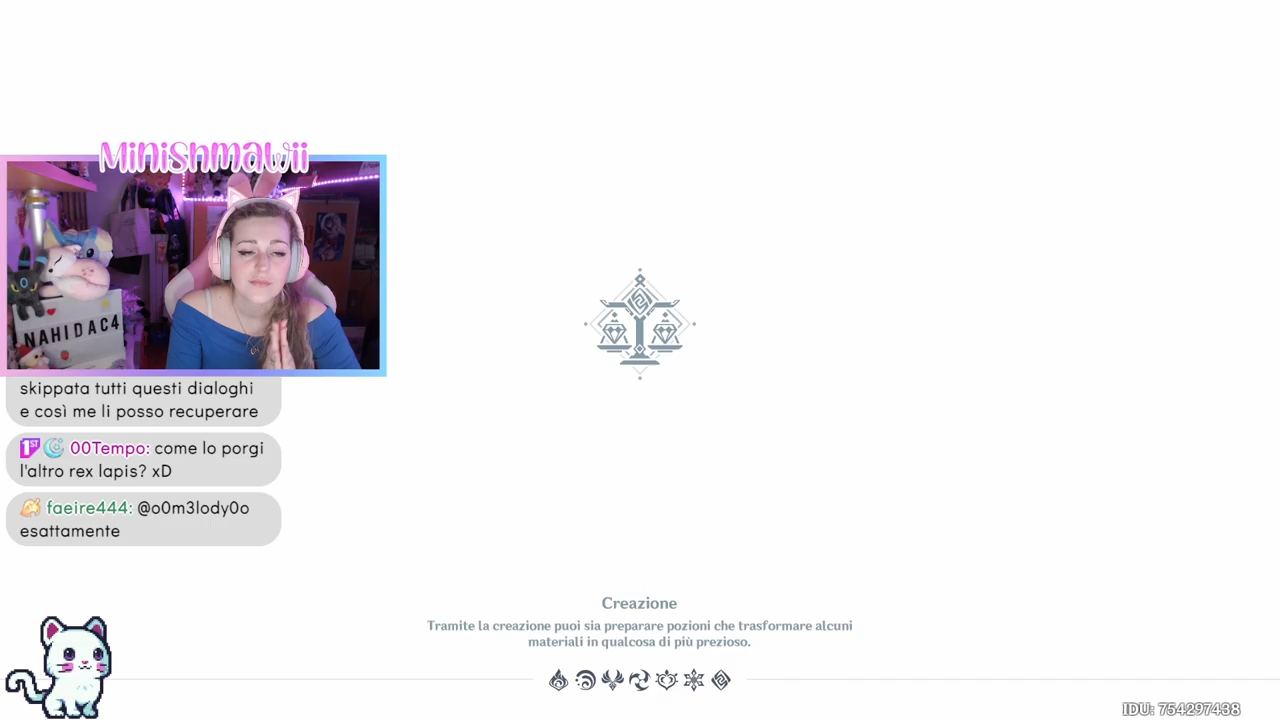 MiNiShmaWii
NAHIDAC4
skippata tutti questi dialoghi
e così me li posso recuperare
1ST 00Tempo: come lo porgi
l'altro rex lapis? xD
faeire444: @o0m3lody0o
esattamente
Creazione
Tramite la creazione puoi sia preparare pozioni che trasformare alcuni
materiali in qualcosa di più prezioso.
IDU: 754297438